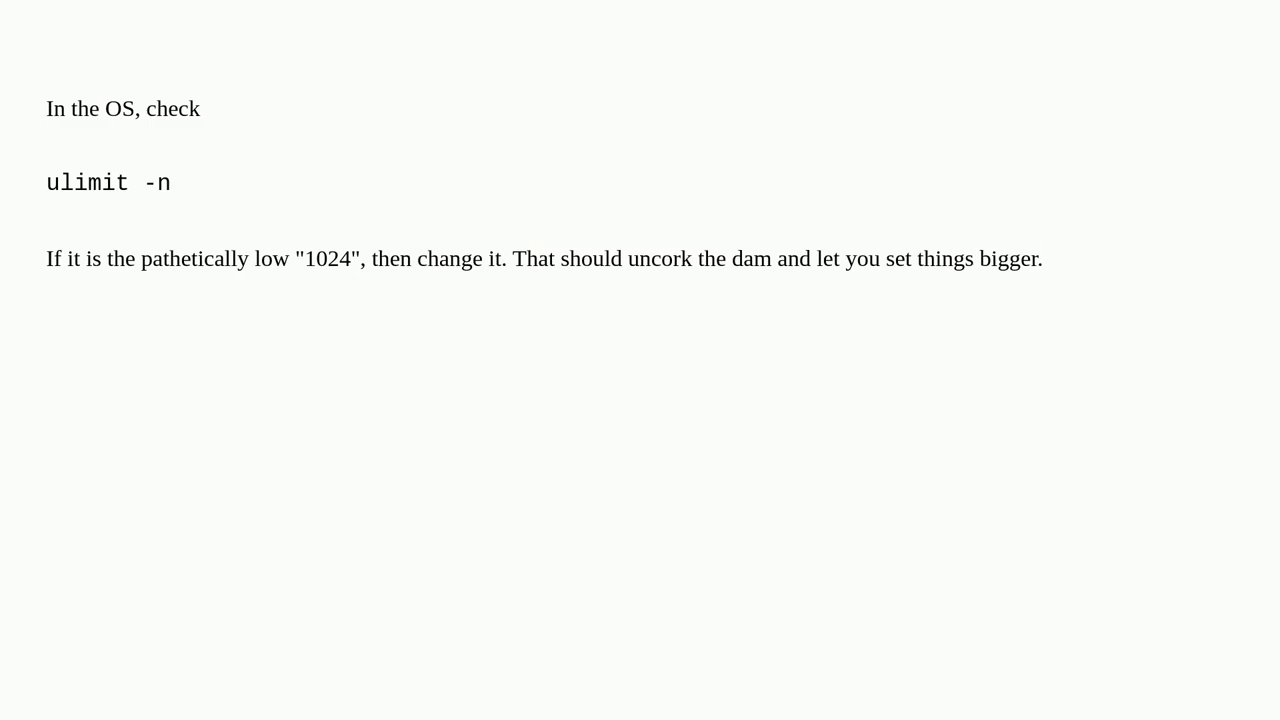 In the OS, check
ulimit -n
If it is the pathetically low "1024", then change it. That should uncork the dam and let you set things bigger.